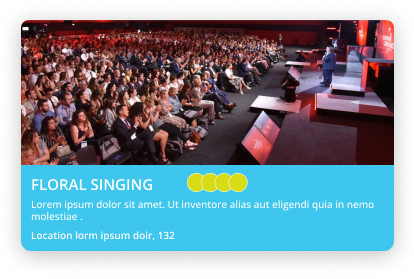 FLORAL SINGING
Lorem ipsum dolor sit amet. Ut inventore alias aut eligendi quia in nemo
molestiae .
Location lorm ipsum doir, 132